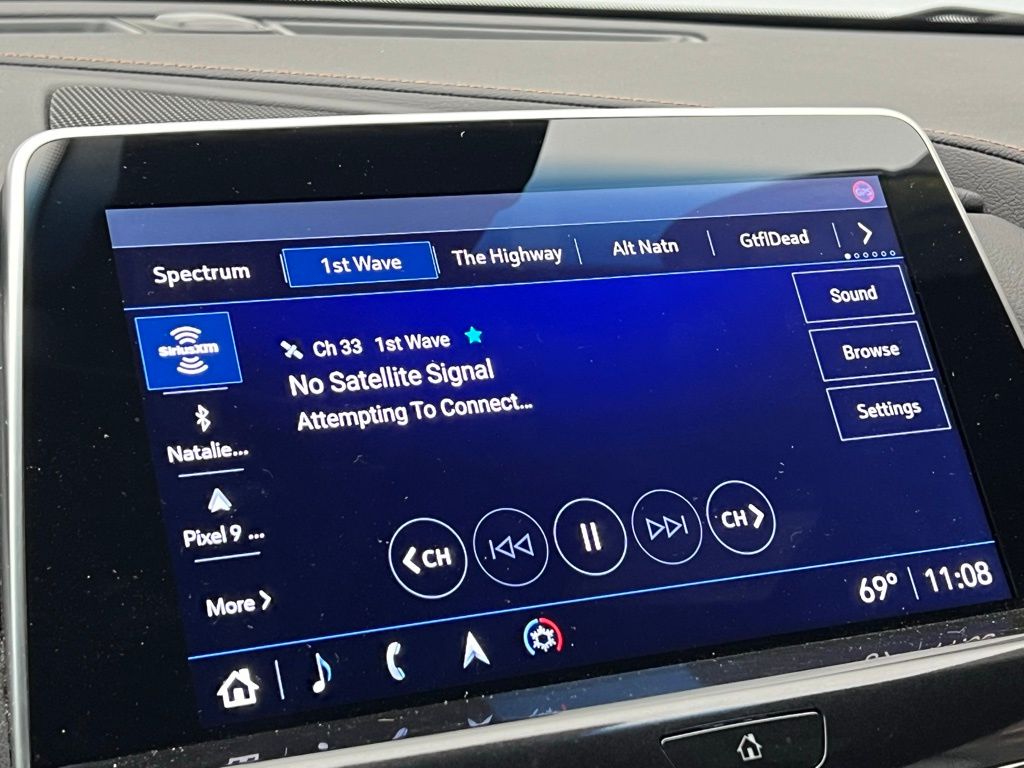 GPS
Spectrum
1st Wave
The Highway
Alt Natn
GtflDead
SiriusXM
Ch 33 1st Wave
No Satellite Signal
Attempting To Connect...
Sound
Browse
Settings
Natalie...
Pixel 9 ...
More
CH
CH
69° 11:08